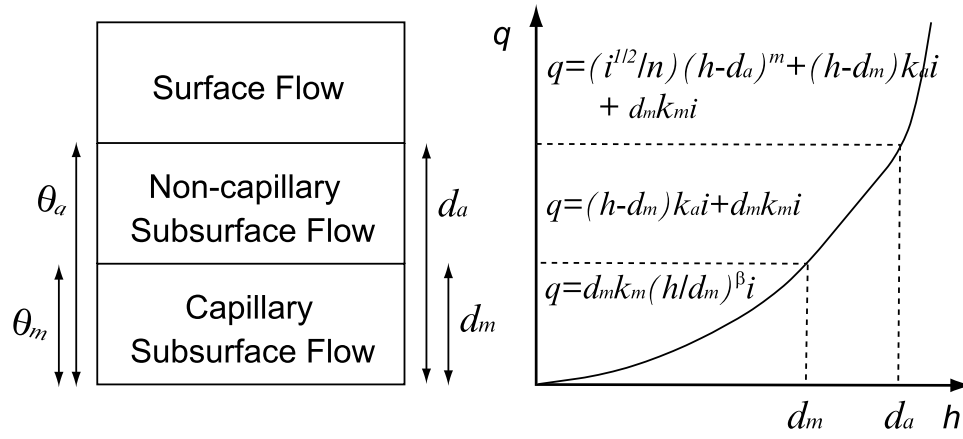 Surface Flow
Non-capillary
Subsurface Flow
Capillary
Subsurface Flow
θa
θm
da
dm
q
q=(i^1/2/n)(h-da)^m+(h-dm)kai
+ dmkmi
q=(h-dm)kai+dmkmi
q=dmkm(h/dm)^βi
dm
da
h